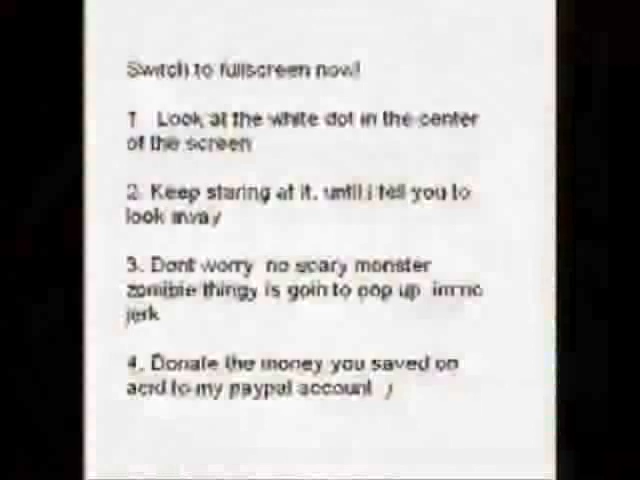 Switch to fullscreen now!
1. Look at the white dot in the center
of the screen
2. Keep staring at it, until i tell you to
look away
3. Dont worry no scary monster
zombie thingy is goin to pop up im no
jerk
4. Donate the money you saved on
acid to my paypal account ;)